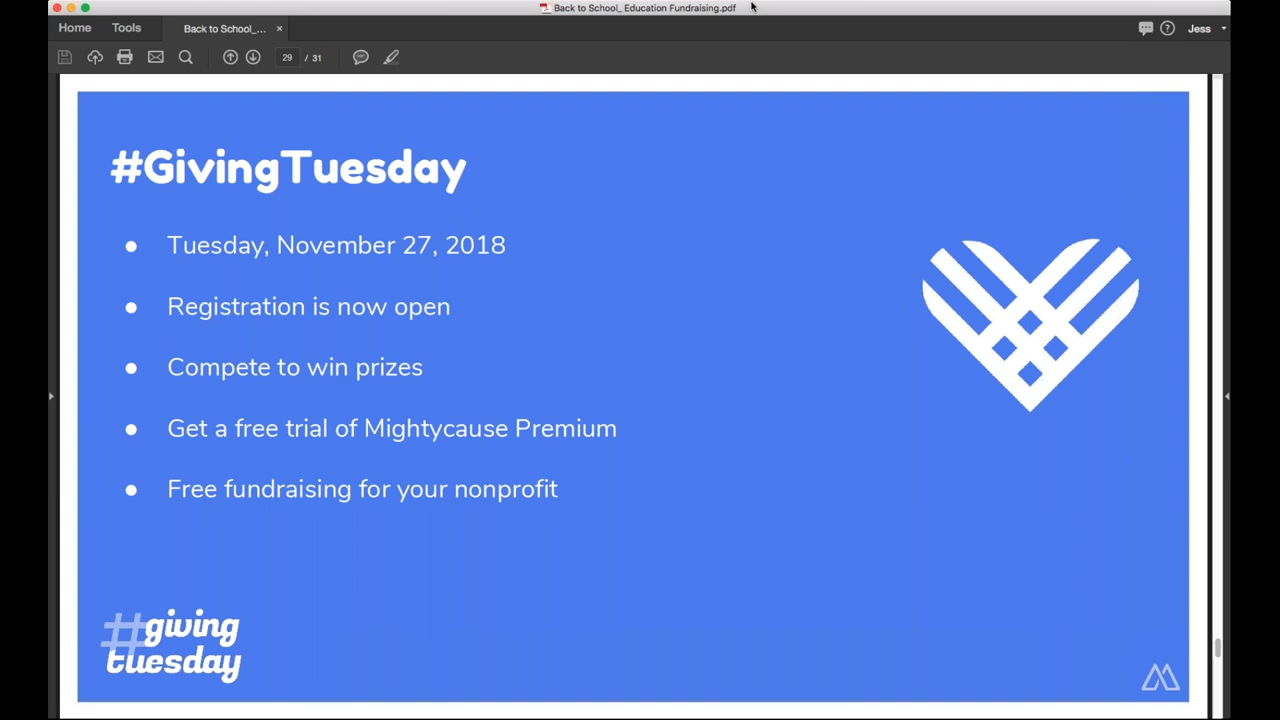 Back to School_ Education Fundraising.pdf
Home Tools Back to School_... × Jess
29 / 31
#GivingTuesday
● Tuesday, November 27, 2018
● Registration is now open
● Compete to win prizes
● Get a free trial of Mightycause Premium
● Free fundraising for your nonprofit
#giving
tuesday